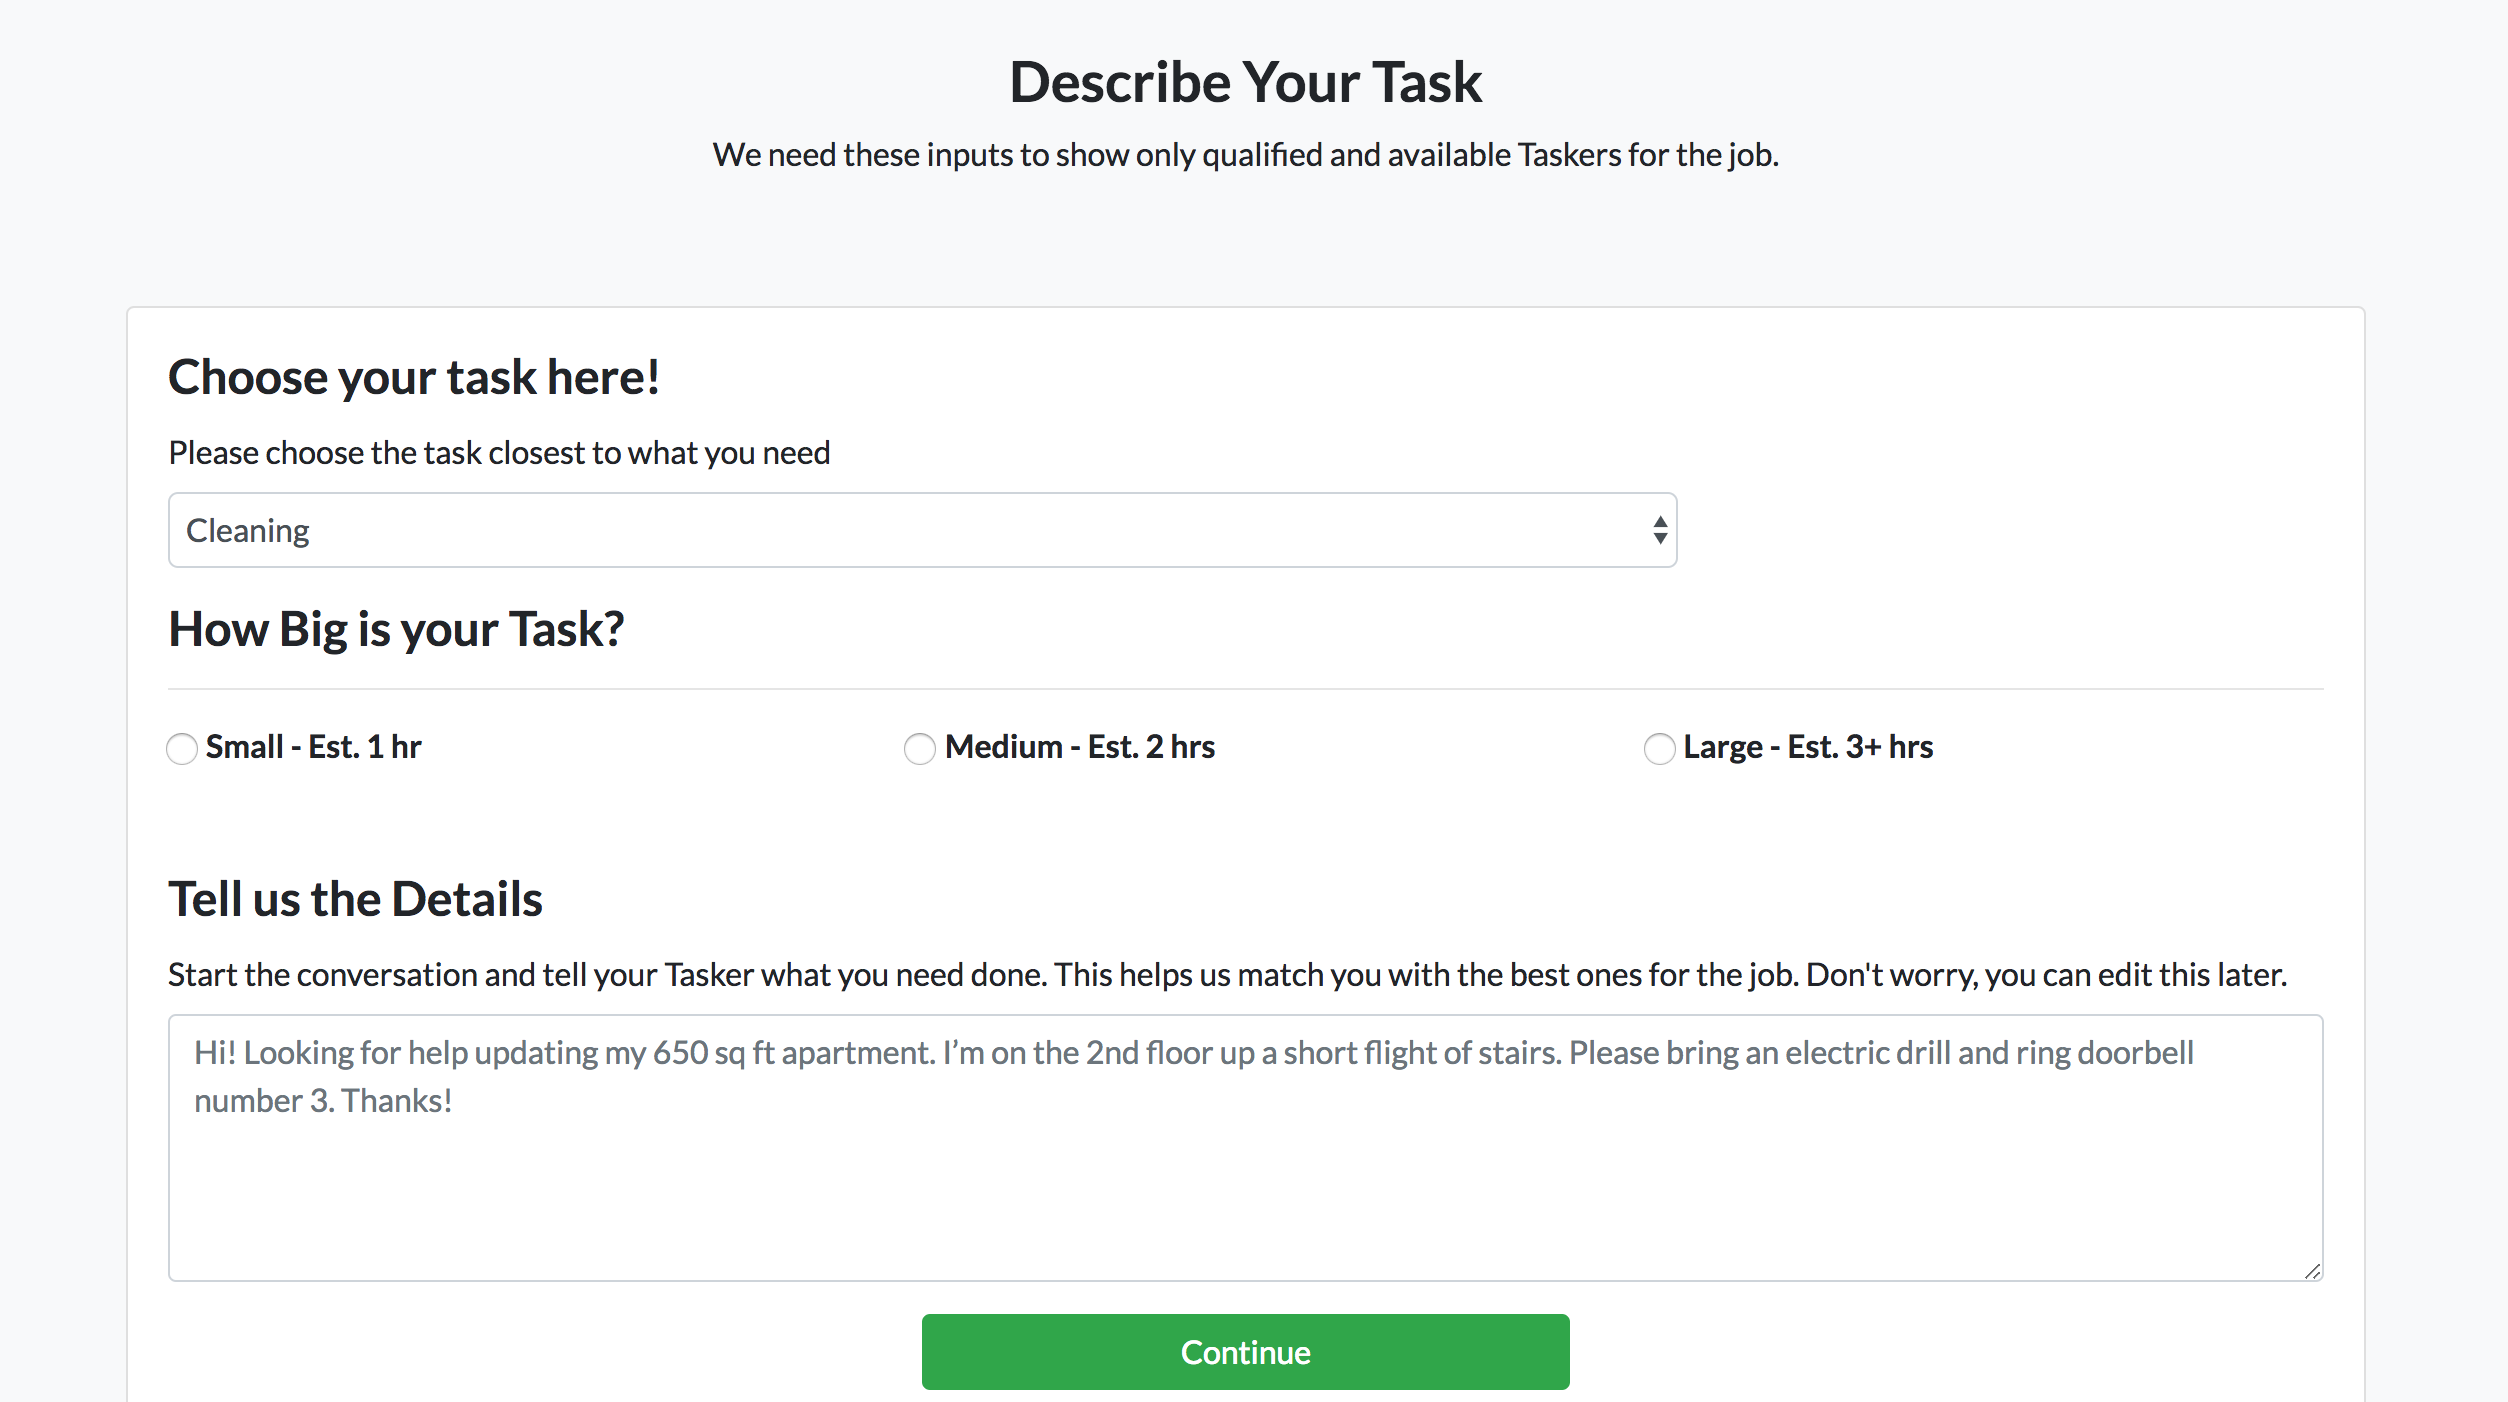 Describe Your Task
We need these inputs to show only qualified and available Taskers for the job.
Choose your task here!
Please choose the task closest to what you need
Cleaning
How Big is your Task?
Small - Est. 1 hr
Medium - Est. 2 hrs
Large - Est. 3+ hrs
Tell us the Details
Start the conversation and tell your Tasker what you need done. This helps us match you with the best ones for the job. Don't worry, you can edit this later.
Hi! Looking for help updating my 650 sq ft apartment. I’m on the 2nd floor up a short flight of stairs. Please bring an electric drill and ring doorbell
number 3. Thanks!
Continue